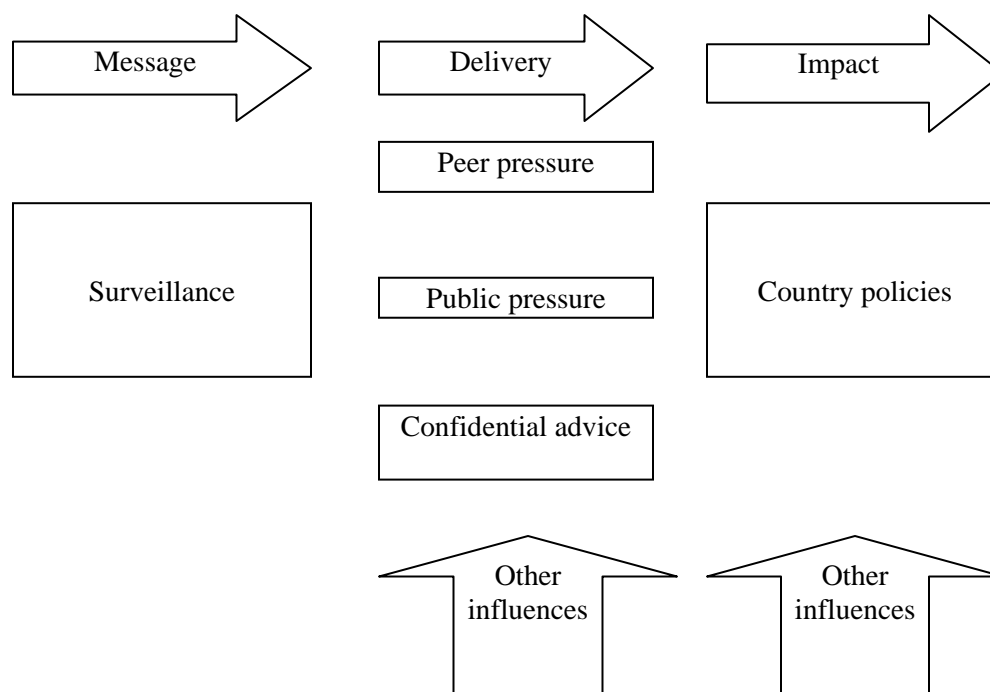 Message
Delivery
Impact
Peer pressure
Surveillance
Public pressure
Country policies
Confidential advice
Other
influences
Other
influences